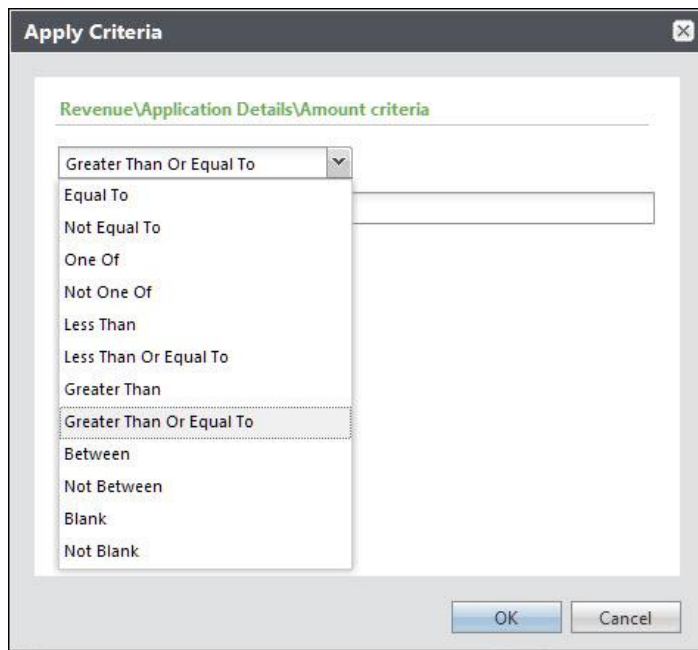 Apply Criteria
Revenue\Application Details\Amount criteria
Greater Than Or Equal To
Equal To
Not Equal To
One Of
Not One Of
Less Than
Less Than Or Equal To
Greater Than
Greater Than Or Equal To
Between
Not Between
Blank
Not Blank
OK
Cancel